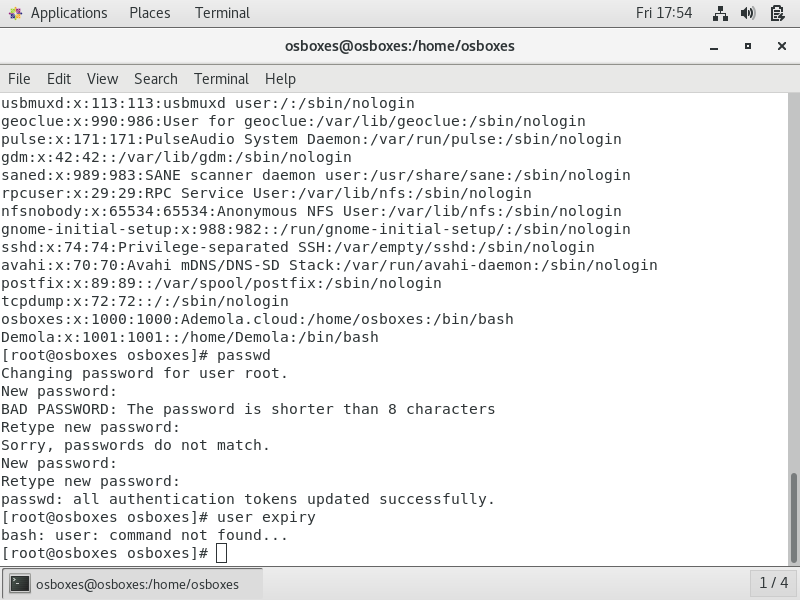 Applications Places Terminal Fri 17:54
osboxes@osboxes:/home/osboxes
File Edit View Search Terminal Help
usbmuxd:x:113:113:usbmuxd user:/:/sbin/nologin
geoclue:x:990:986:User for geoclue:/var/lib/geoclue:/sbin/nologin
pulse:x:171:171:PulseAudio System Daemon:/var/run/pulse:/sbin/nologin
gdm:x:42:42::/var/lib/gdm:/sbin/nologin
saned:x:989:983:SANE scanner daemon user:/usr/share/sane:/sbin/nologin
rpcuser:x:29:29:RPC Service User:/var/lib/nfs:/sbin/nologin
nfsnobody:x:65534:65534:Anonymous NFS User:/var/lib/nfs:/sbin/nologin
gnome-initial-setup:x:988:982::/run/gnome-initial-setup/:/sbin/nologin
sshd:x:74:74:Privilege-separated SSH:/var/empty/sshd:/sbin/nologin
avahi:x:70:70:Avahi mDNS/DNS-SD Stack:/var/run/avahi-daemon:/sbin/nologin
postfix:x:89:89::/var/spool/postfix:/sbin/nologin
tcpdump:x:72:72::/:/sbin/nologin
osboxes:x:1000:1000:Ademola.cloud:/home/osboxes:/bin/bash
Demola:x:1001:1001::/home/Demola:/bin/bash
[root@osboxes osboxes]# passwd
Changing password for user root.
New password:
BAD PASSWORD: The password is shorter than 8 characters
Retype new password:
Sorry, passwords do not match.
New password:
Retype new password:
passwd: all authentication tokens updated successfully.
[root@osboxes osboxes]# user expiry
bash: user: command not found...
[root@osboxes osboxes]#
osboxes@osboxes:/home/osboxes 1 / 4